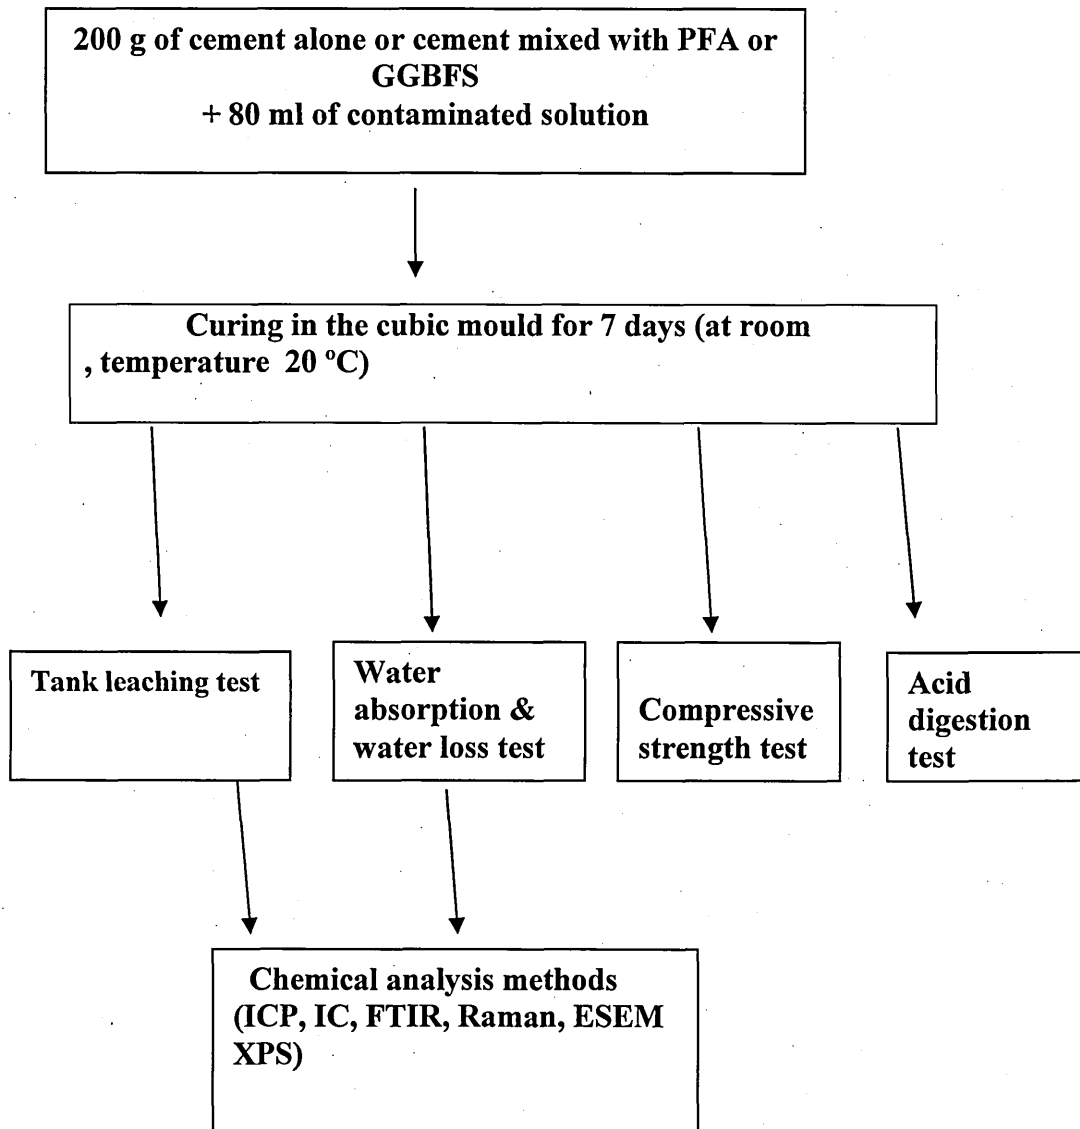 200 g of cement alone or cement mixed with PFA or
GGBFS
+ 80 ml of contaminated solution
Curing in the cubic mould for 7 days (at room
, temperature 20 ºC)
Tank leaching test
Water
absorption &
water loss test
Compressive
strength test
Acid
digestion
test
Chemical analysis methods
(ICP, IC, FTIR, Raman, ESEM
XPS)